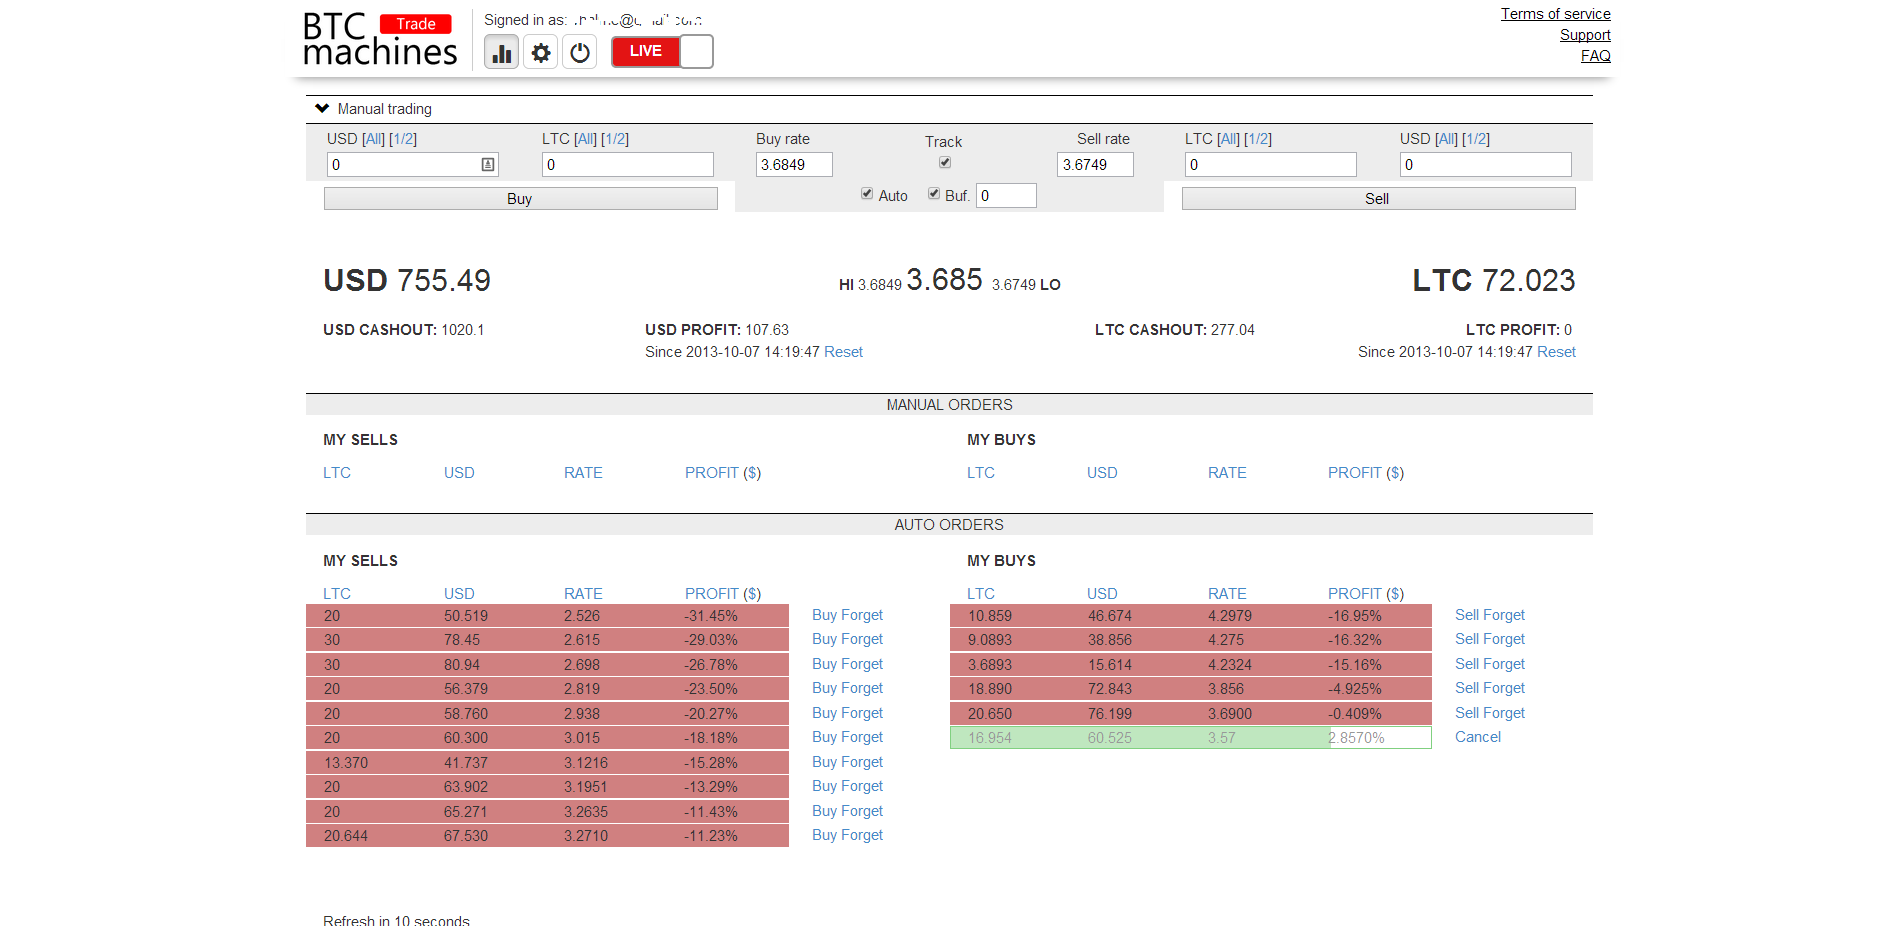 BTC Trade machines
Signed in as:
LIVE
Terms of service
Support
FAQ
Manual trading
USD [All] [1/2] LTC [All] [1/2] Buy rate Track Sell rate LTC [All] [1/2] USD [All] [1/2]
0 0 3.6849 3.6749 0 0
Buy Auto Buf. 0 Sell
USD 755.49 HI 3.6849 3.685 3.6749 LO LTC 72.023
USD CASHOUT: 1020.1 USD PROFIT: 107.63 LTC CASHOUT: 277.04 LTC PROFIT: 0
Since 2013-10-07 14:19:47 Reset Since 2013-10-07 14:19:47 Reset
MANUAL ORDERS
MY SELLS MY BUYS
LTC USD RATE PROFIT ($) LTC USD RATE PROFIT ($)
AUTO ORDERS
MY SELLS MY BUYS
LTC USD RATE PROFIT ($) LTC USD RATE PROFIT ($)
20 50.519 2.526 -31.45% Buy Forget 10.859 46.674 4.2979 -16.95% Sell Forget
30 78.45 2.615 -29.03% Buy Forget 9.0893 38.856 4.275 -16.32% Sell Forget
30 80.94 2.698 -26.78% Buy Forget 3.6893 15.614 4.2324 -15.16% Sell Forget
20 56.379 2.819 -23.50% Buy Forget 18.890 72.843 3.856 -4.925% Sell Forget
20 58.760 2.938 -20.27% Buy Forget 20.650 76.199 3.6900 -0.409% Sell Forget
20 60.300 3.015 -18.18% Buy Forget 16.954 60.525 3.57 2.8570% Cancel
13.370 41.737 3.1216 -15.28% Buy Forget
20 63.902 3.1951 -13.29% Buy Forget
20 65.271 3.2635 -11.43% Buy Forget
20.644 67.530 3.2710 -11.23% Buy Forget
Refresh in 10 seconds